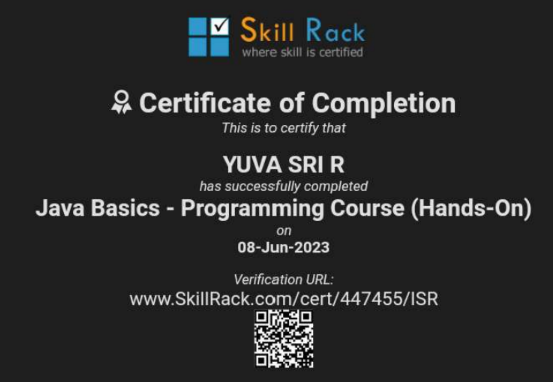 Skill Rack
where skill is certified
Certificate of Completion
This is to certify that
YUVA SRI R
has successfully completed
Java Basics - Programming Course (Hands-On)
on
08-Jun-2023
Verification URL:
www.SkillRack.com/cert/447455/ISR